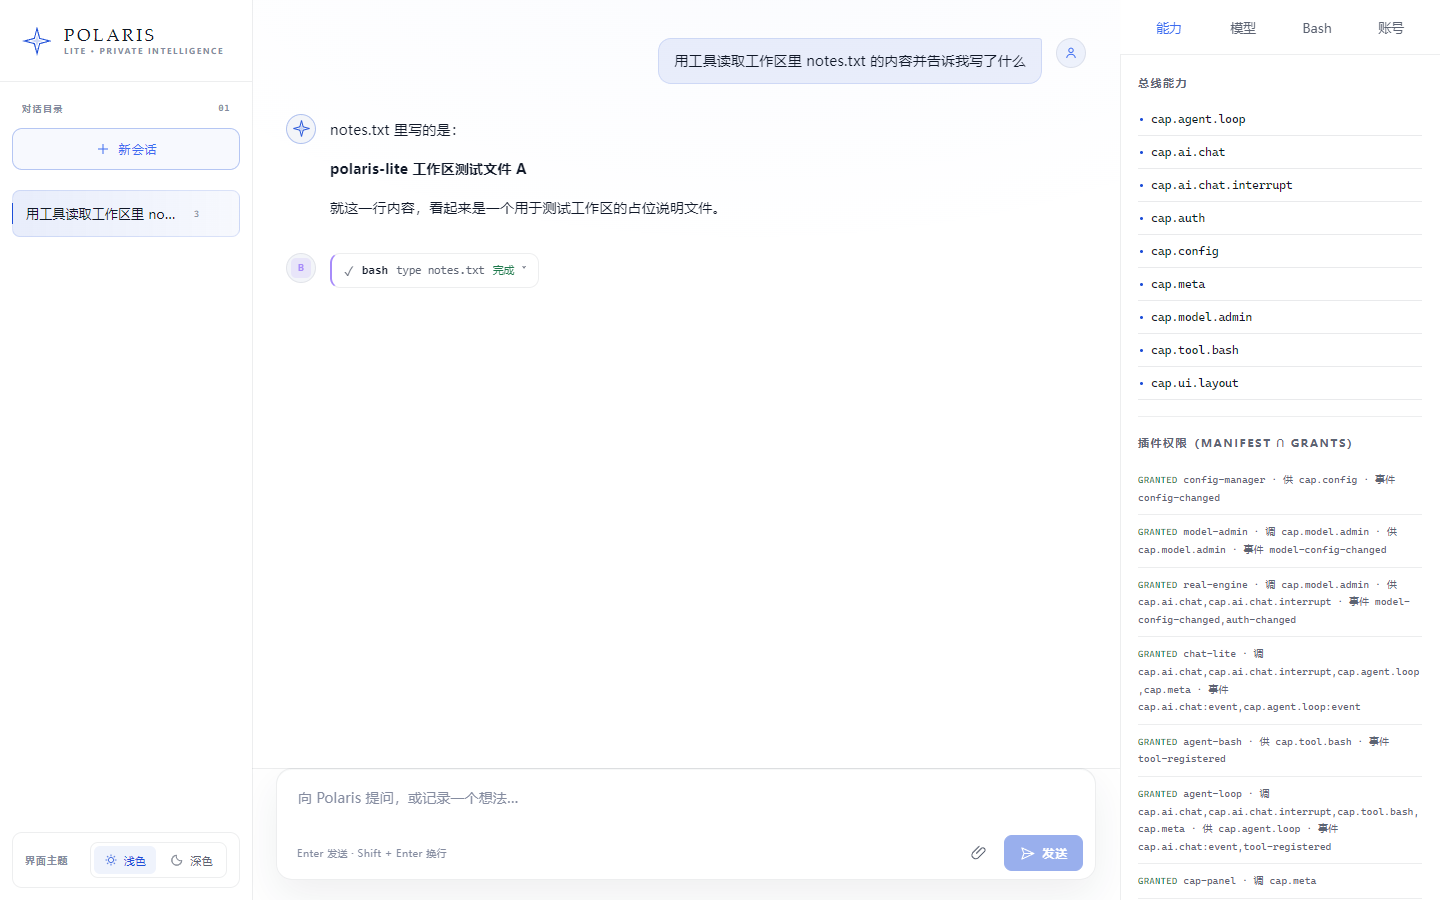 POLARIS
LITE • PRIVATE INTELLIGENCE
对话目录 01
+ 新会话
用工具读取工作区里 no... 3
界面主题 浅色 深色
用工具读取工作区里 notes.txt 的内容并告诉我写了什么
notes.txt 里写的是：
polaris-lite 工作区测试文件 A
就这一行内容，看起来是一个用于测试工作区的占位说明文件。
B ✓ bash type notes.txt 完成 ˅
向 Polaris 提问，或记录一个想法...
Enter 发送 · Shift + Enter 换行
发送
能力 模型 Bash 账号
总线能力
• cap.agent.loop
• cap.ai.chat
• cap.ai.chat.interrupt
• cap.auth
• cap.config
• cap.meta
• cap.model.admin
• cap.tool.bash
• cap.ui.layout
插件权限（MANIFEST ∩ GRANTS）
GRANTED config-manager · 供 cap.config · 事件
config-changed
GRANTED model-admin · 调 cap.model.admin · 供
cap.model.admin · 事件 model-config-changed
GRANTED real-engine · 调 cap.model.admin · 供
cap.ai.chat,cap.ai.chat.interrupt · 事件 model-
config-changed,auth-changed
GRANTED chat-lite · 调
cap.ai.chat,cap.ai.chat.interrupt,cap.agent.loop
,cap.meta · 事件
cap.ai.chat:event,cap.agent.loop:event
GRANTED agent-bash · 供 cap.tool.bash · 事件
tool-registered
GRANTED agent-loop · 调
cap.ai.chat,cap.ai.chat.interrupt,cap.tool.bash,
cap.meta · 供 cap.agent.loop · 事件
cap.ai.chat:event,tool-registered
GRANTED cap-panel · 调 cap.meta